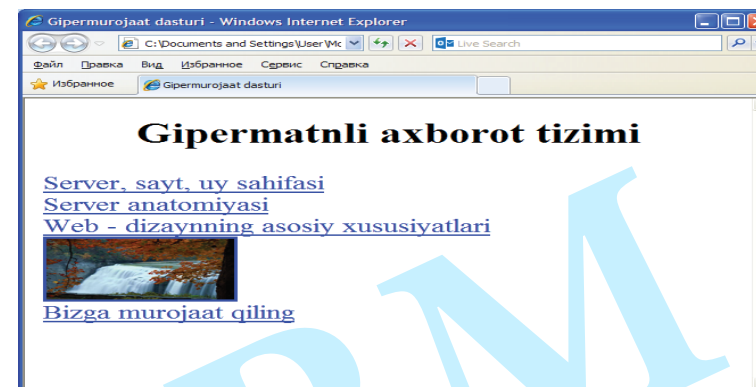 Gipermurojaat dasturi - Windows Internet Explorer
C:\Documents and Settings\User\Мс
Live Search
Файл Правка Вид Избранное Сервис Справка
Избранное
Gipermurojaat dasturi
Gipermatnli axborot tizimi
Server, sayt, uy sahifasi
Server anatomiyasi
Web - dizaynning asosiy xususiyatlari
Bizga murojaat qiling